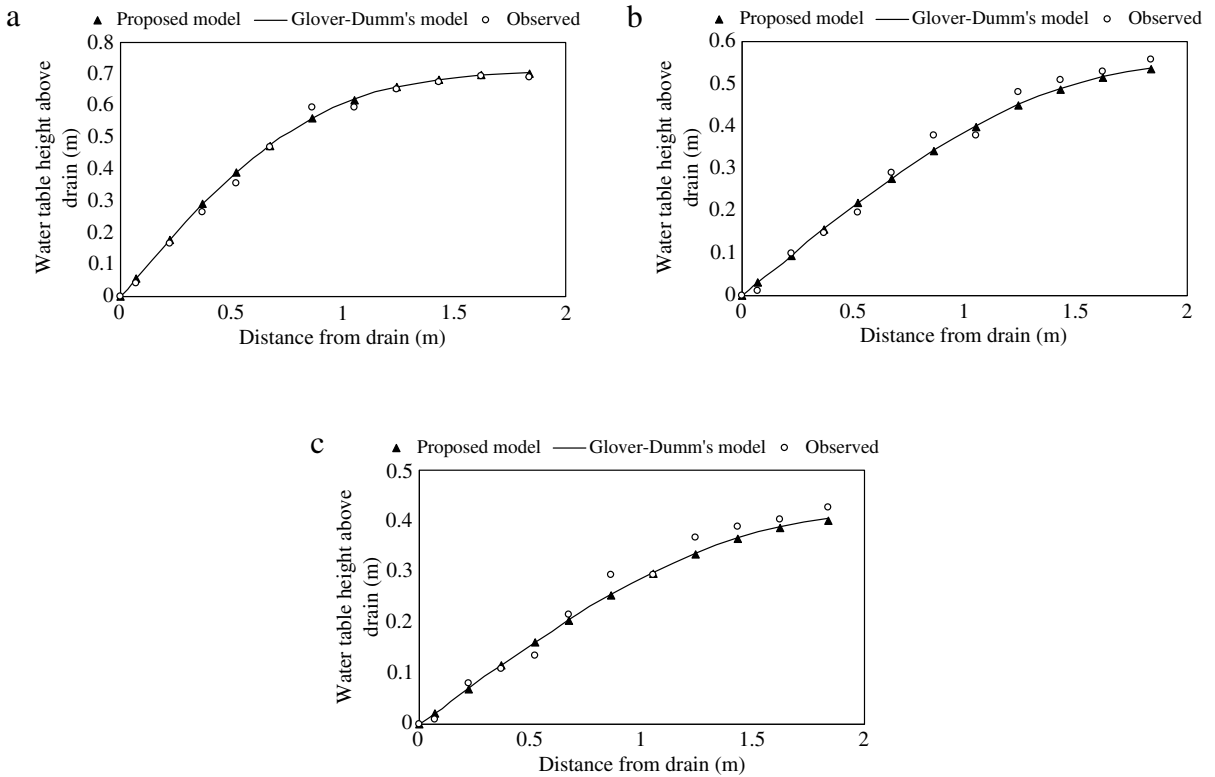 a
Proposed model Glover-Dumm's model Observed
Water table height above
drain (m)
0.8
0.7
0.6
0.5
0.4
0.3
0.2
0.1
0
0 0.5 1 1.5 2
Distance from drain (m)
b
Proposed model Glover-Dumm's model Observed
Water table height above
drain (m)
0.6
0.5
0.4
0.3
0.2
0.1
0
0 0.5 1 1.5 2
Distance from drain (m)
c
Proposed model Glover-Dumm's model Observed
Water table height above
drain (m)
0.5
0.4
0.3
0.2
0.1
0
0 0.5 1 1.5 2
Distance from drain (m)